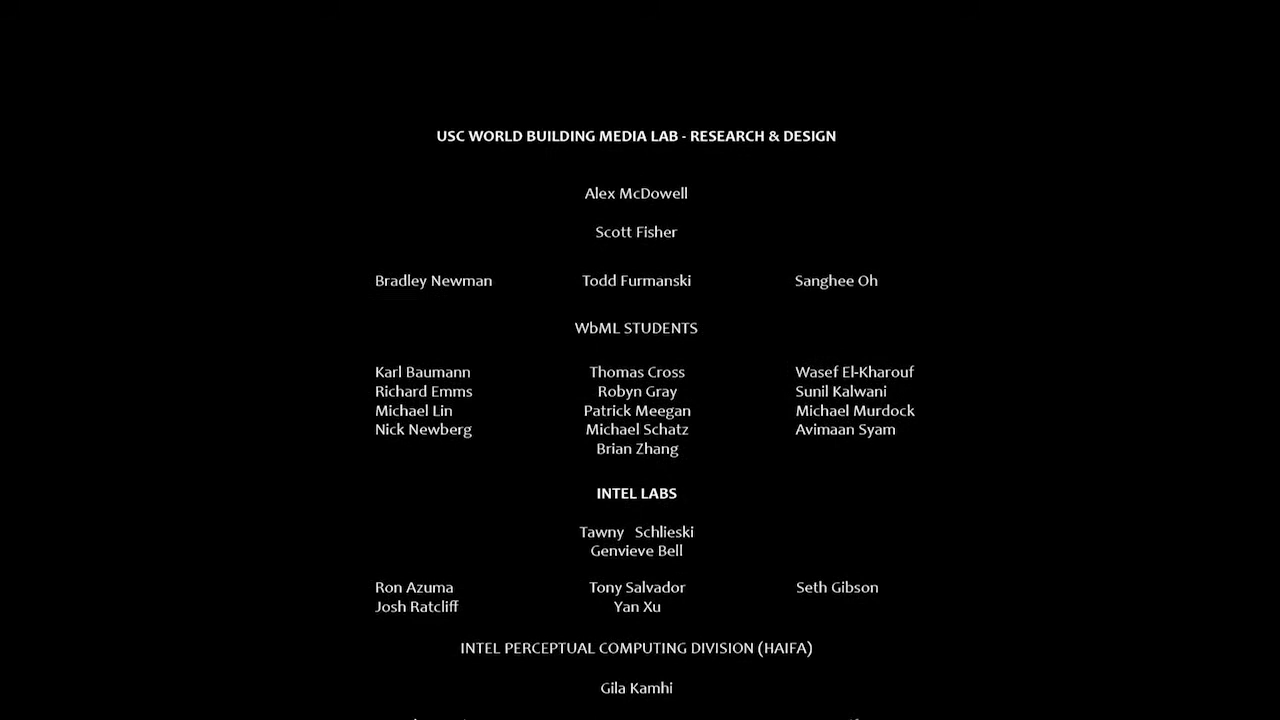 USC WORLD BUILDING MEDIA LAB - RESEARCH & DESIGN
Alex McDowell
Scott Fisher
Bradley Newman Todd Furmanski Sanghee Oh
WbML STUDENTS
Karl Baumann Thomas Cross Wasef El-Kharouf
Richard Emms Robyn Gray Sunil Kalwani
Michael Lin Patrick Meegan Michael Murdock
Nick Newberg Michael Schatz Avimaan Syam
Brian Zhang
INTEL LABS
Tawny Schlieski
Genvieve Bell
Ron Azuma Tony Salvador Seth Gibson
Josh Ratcliff Yan Xu
INTEL PERCEPTUAL COMPUTING DIVISION (HAIFA)
Gila Kamhi